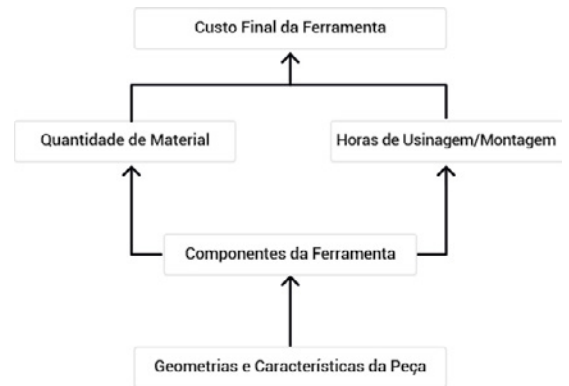 Custo Final da Ferramenta
Quantidade de Material
Horas de Usinagem/Montagem
Componentes da Ferramenta
Geometrias e Características da Peça